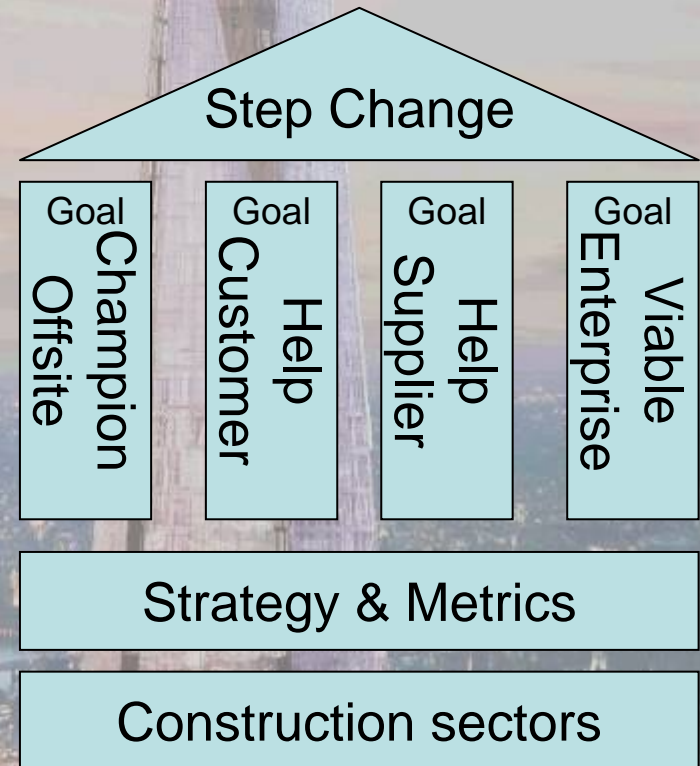 Step Change
Goal
Champion
Offsite
Goal
Help
Customer
Goal
Help
Supplier
Goal
Viable
Enterprise
Strategy & Metrics
Construction sectors